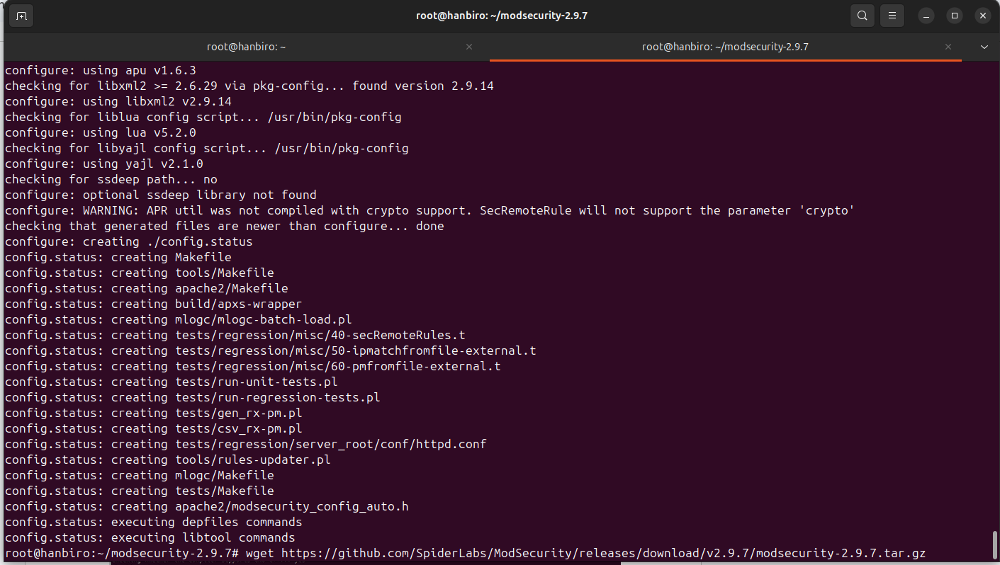 root@hanbiro: ~/modsecurity-2.9.7
root@hanbiro: ~
root@hanbiro: ~/modsecurity-2.9.7
configure: using apu v1.6.3
checking for libxml2 >= 2.6.29 via pkg-config... found version 2.9.14
configure: using libxml2 v2.9.14
checking for liblua config script... /usr/bin/pkg-config
configure: using lua v5.2.0
checking for libyajl config script... /usr/bin/pkg-config
configure: using yajl v2.1.0
checking for ssdeep path... no
configure: optional ssdeep library not found
configure: WARNING: APR util was not compiled with crypto support. SecRemoteRule will not support the parameter 'crypto'
checking that generated files are newer than configure... done
configure: creating ./config.status
config.status: creating Makefile
config.status: creating tools/Makefile
config.status: creating apache2/Makefile
config.status: creating build/apxs-wrapper
config.status: creating mlogc/mlogc-batch-load.pl
config.status: creating tests/regression/misc/40-secRemoteRules.t
config.status: creating tests/regression/misc/50-ipmatchfromfile-external.t
config.status: creating tests/regression/misc/60-pmfromfile-external.t
config.status: creating tests/run-unit-tests.pl
config.status: creating tests/run-regression-tests.pl
config.status: creating tests/gen_rx-pm.pl
config.status: creating tests/csv_rx-pm.pl
config.status: creating tests/regression/server_root/conf/httpd.conf
config.status: creating tools/rules-updater.pl
config.status: creating mlogc/Makefile
config.status: creating tests/Makefile
config.status: creating apache2/modsecurity_config_auto.h
config.status: executing depfiles commands
config.status: executing libtool commands
root@hanbiro:~/modsecurity-2.9.7# wget https://github.com/SpiderLabs/ModSecurity/releases/download/v2.9.7/modsecurity-2.9.7.tar.gz